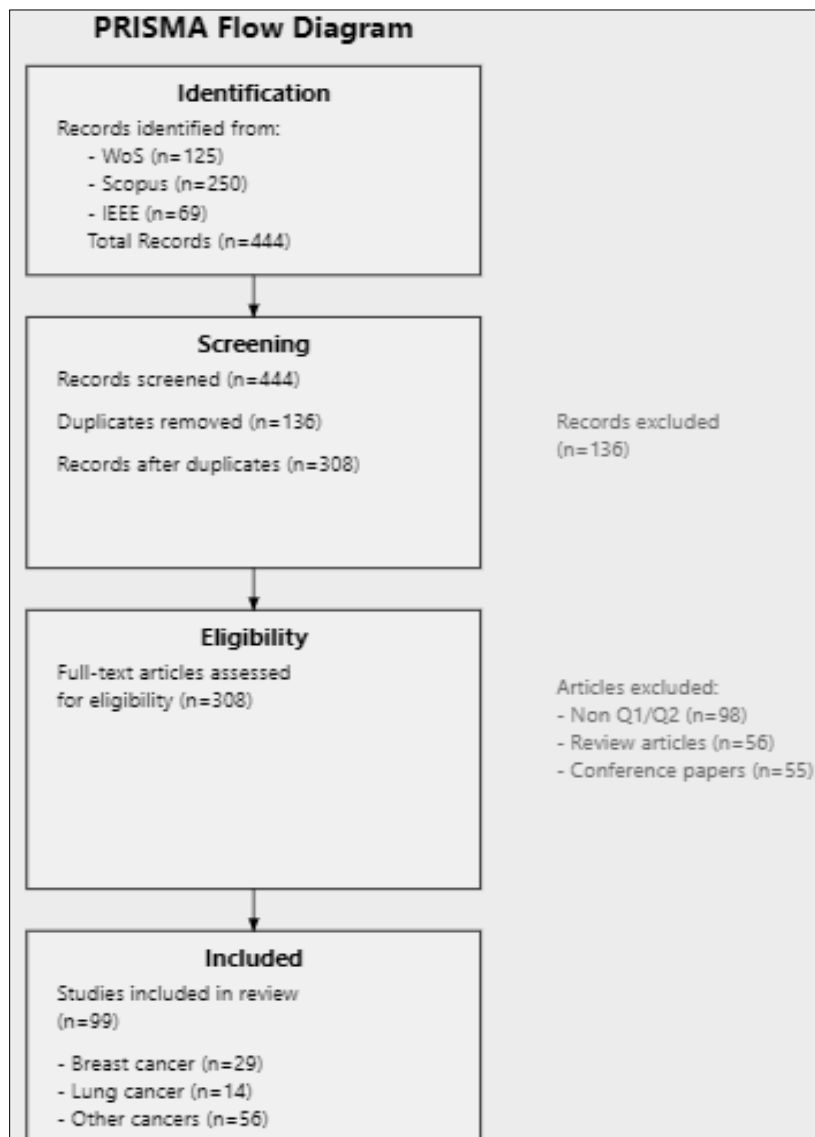 PRISMA Flow Diagram
Identification
Records identified from:
- WoS (n=125)
- Scopus (n=250)
- IEEE (n=69)
Total Records (n=444)
Screening
Records screened (n=444)
Duplicates removed (n=136)
Records after duplicates (n=308)
Records excluded
(n=136)
Eligibility
Full-text articles assessed
for eligibility (n=308)
Articles excluded:
- Non Q1/Q2 (n=98)
- Review articles (n=56)
- Conference papers (n=55)
Included
Studies included in review
(n=99)
- Breast cancer (n=29)
- Lung cancer (n=14)
- Other cancers (n=56)